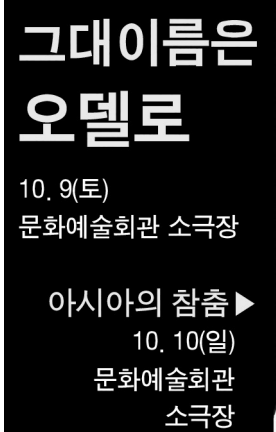 그대이름은
오델로
10. 9(토)
문화예술회관 소극장
아시아의 참춤▶
10. 10(일)
문화예술회관
소극장